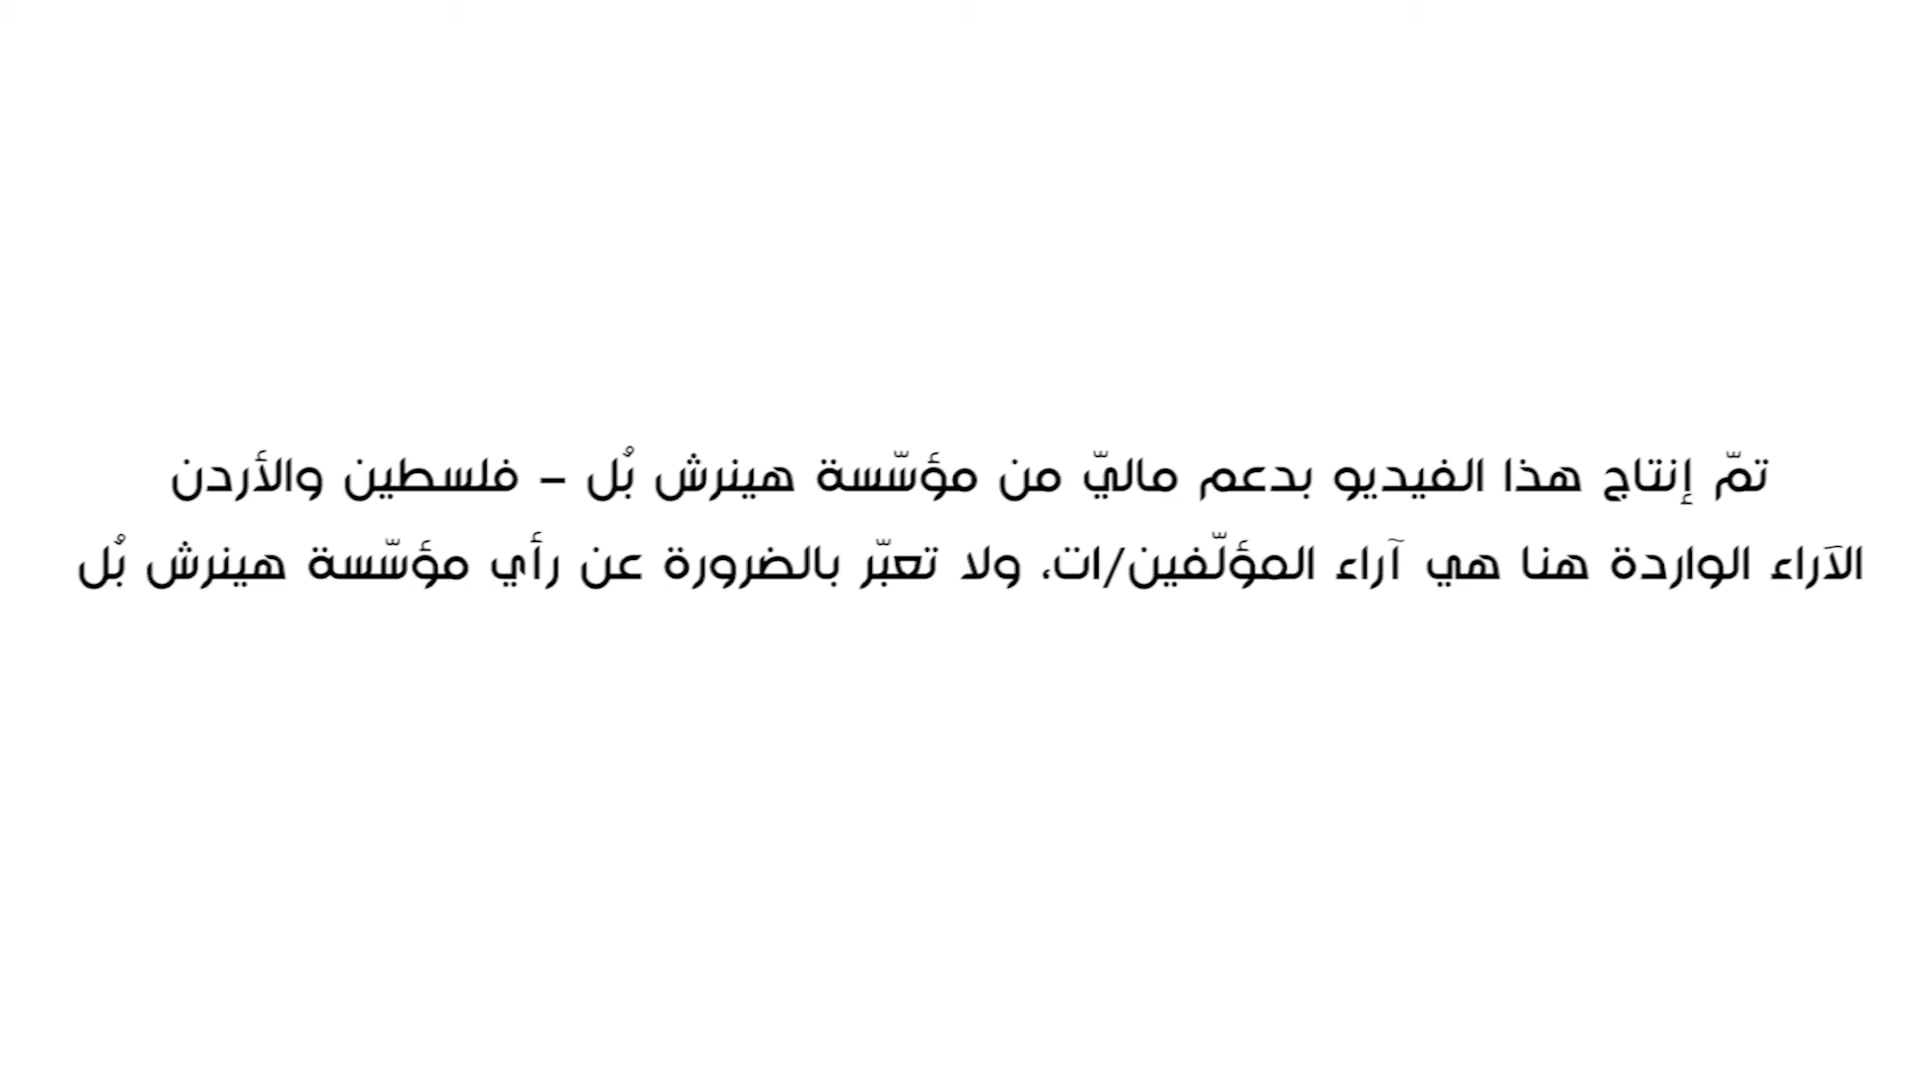 تمّ إنتاج هذا الفيديو بدعم ماليّ من مؤسّسة هينرش بُل – فلسطين والأردن
الآراء الواردة هنا هي آراء المؤلّفين/ات، ولا تعبّر بالضرورة عن رأي مؤسّسة هينرش بُل